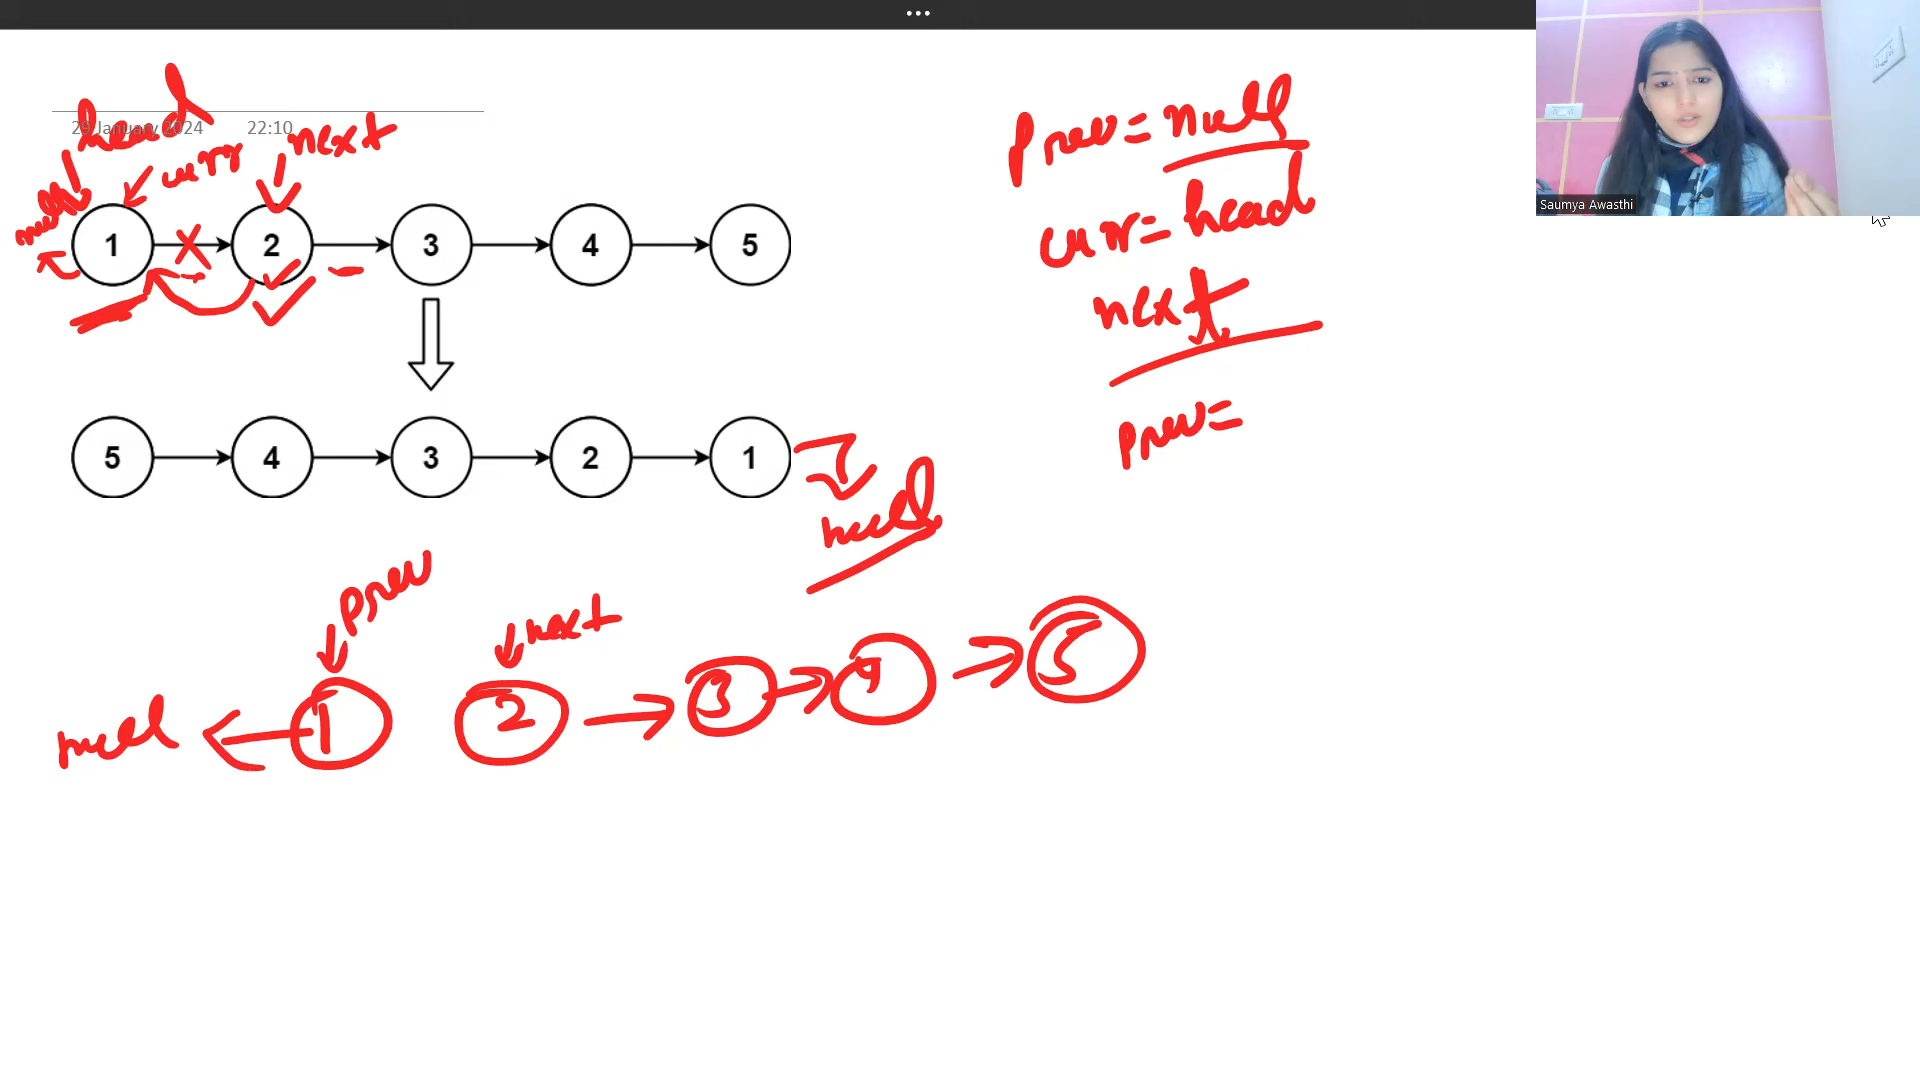 ...
23 January 2024 22:10
head
curr
next
null
1 2 3 4 5
5 4 3 2 1
null
prev = null
curr = head
next
prev =
prev
next
null 1 2 3 4 5
Saumya Awasthi